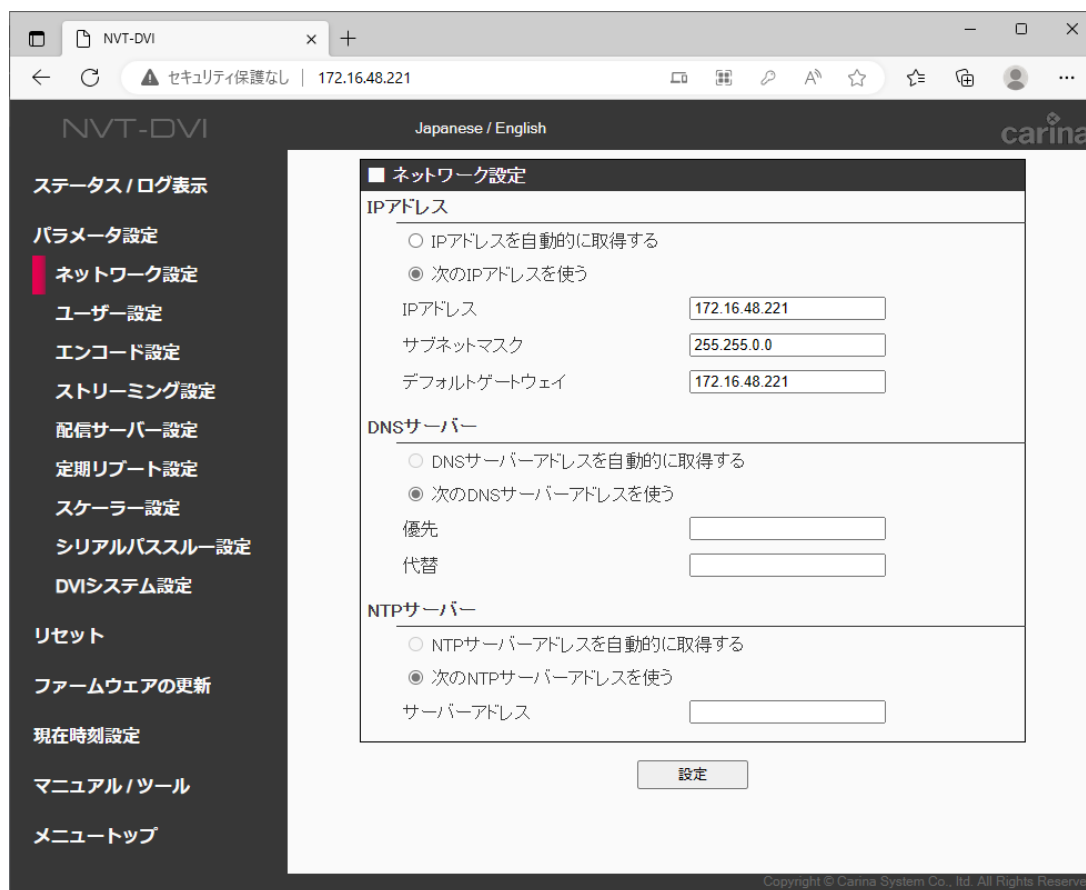 NVT-DVI
セキュリティ保護なし | 172.16.48.221
NVT-DVI
Japanese / English
carina
ステータス / ログ表示
パラメータ設定
ネットワーク設定
ユーザー設定
エンコード設定
ストリーミング設定
配信サーバー設定
定期リブート設定
スケーラー設定
シリアルパススルー設定
DVIシステム設定
リセット
ファームウェアの更新
現在時刻設定
マニュアル / ツール
メニュートップ
■ ネットワーク設定
IPアドレス
IPアドレスを自動的に取得する
次のIPアドレスを使う
IPアドレス 172.16.48.221
サブネットマスク 255.255.0.0
デフォルトゲートウェイ 172.16.48.221
DNSサーバー
DNSサーバーアドレスを自動的に取得する
次のDNSサーバーアドレスを使う
優先
代替
NTPサーバー
NTPサーバーアドレスを自動的に取得する
次のNTPサーバーアドレスを使う
サーバーアドレス
設定
Copyright © Carina System Co., ltd. All Rights Reserve